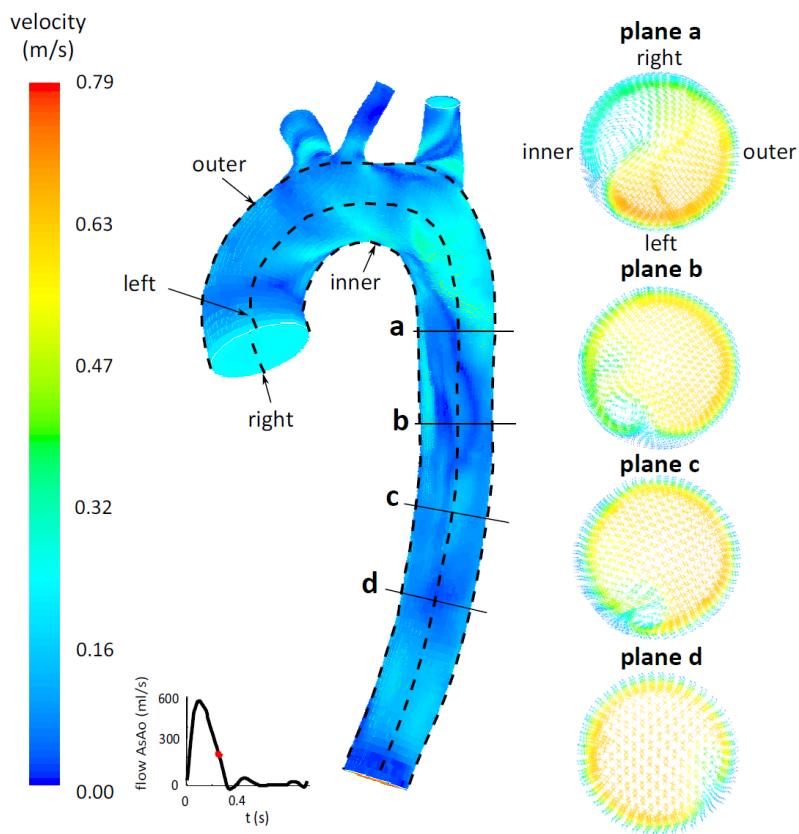 velocity
(m/s)
0.79
0.63
0.47
0.32
0.16
0.00
outer
left
inner
right
a
b
c
d
plane a
right
inner
outer
left
plane b
plane c
plane d
flow AsAo (ml/s)
600
300
0
0
0.4
t (s)